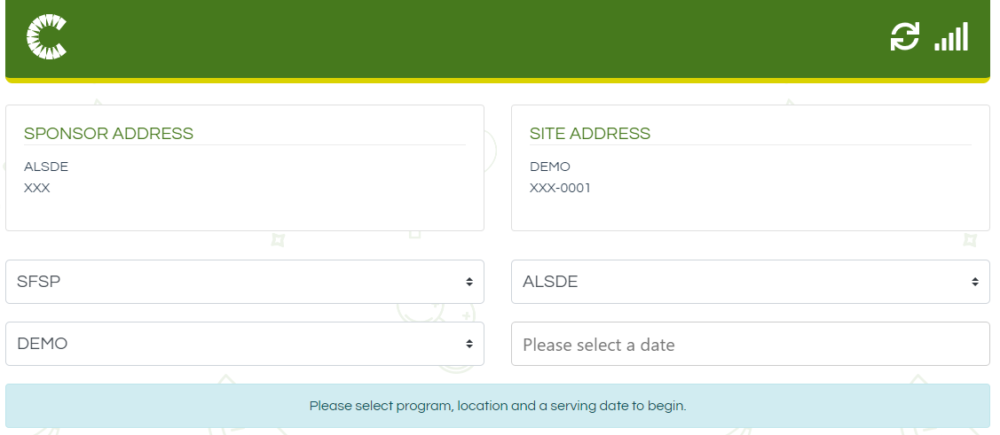 SPONSOR ADDRESS
ALSDE
XXX
SITE ADDRESS
DEMO
XXX-0001
SFSP
ALSDE
DEMO
Please select a date
Please select program, location and a serving date to begin.